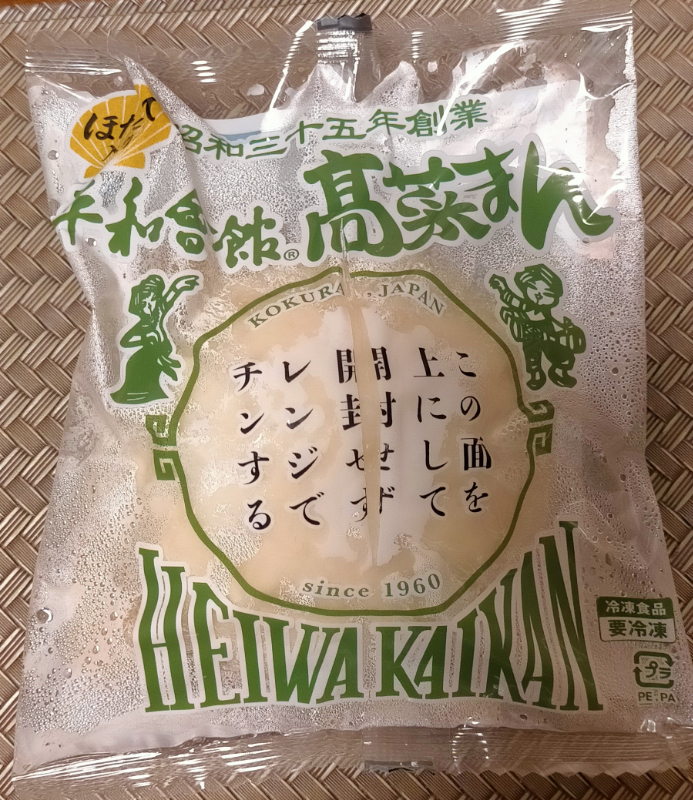 ほたて
昭和三十五年創業
平和會館®
髙菜まん
KOKURA, JAPAN
この面を
上にして
開封せず
レンジで
チンする
since 1960
HEIWA KAIKAN
冷凍食品
要冷凍
プラ
PE:PA